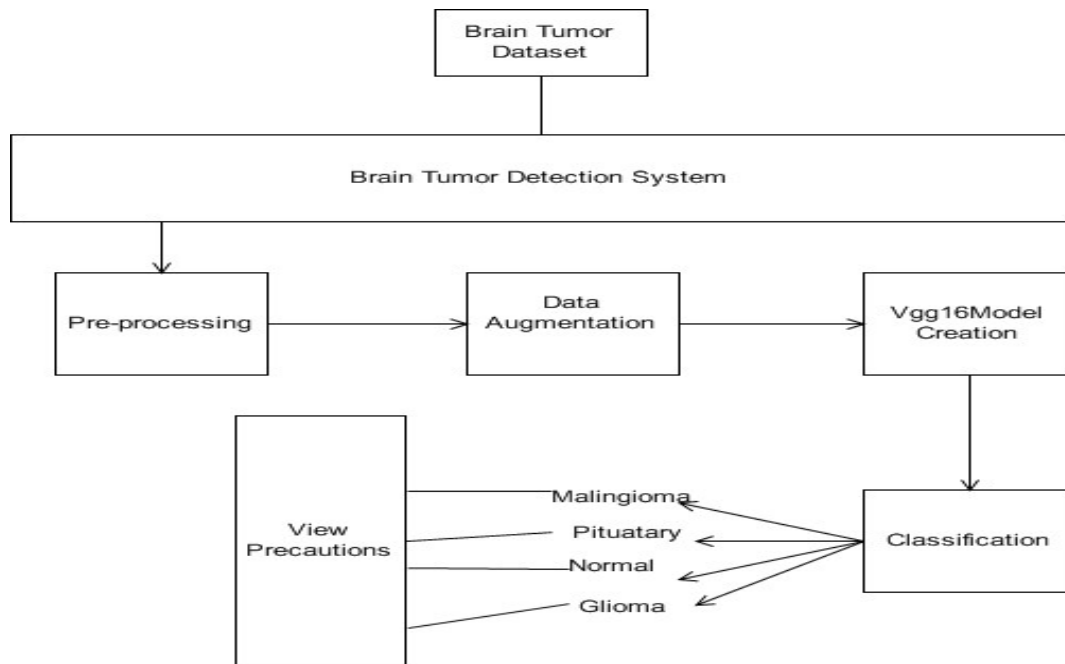 Brain Tumor
Dataset
Brain Tumor Detection System
Pre-processing
Data
Augmentation
Vgg16Model
Creation
View
Precautions
Malingioma
Pituatary
Normal
Glioma
Classification